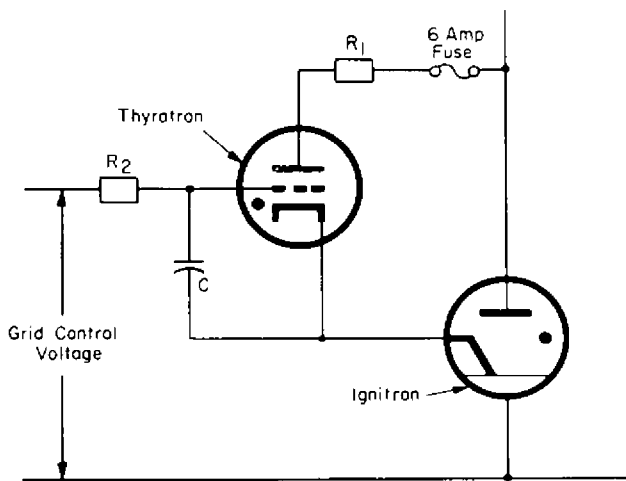 6 Amp
Fuse
R1
Thyratron
R2
C
Grid Control
Voltage
Ignitron